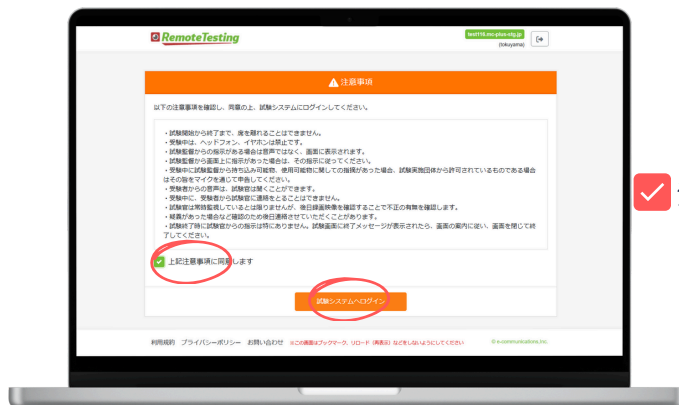 RemoteTesting
test116.mc-plus-stg.jp
(tokuyama)
注意事項
以下の注意事項を確認し、同意の上、試験システムにログインしてください。
・試験開始から終了まで、席を離れることはできません。
・受験中は、ヘッドフォン、イヤホンは禁止です。
・試験監督からの指示がある場合は音声ではなく、画面に表示されます。
・試験監督から画面上に指示があった場合は、その指示に従ってください。
・受験中に試験監督から持ち込み可能物、使用可能物に関しての指摘があった場合、試験実施団体から許可されているものである場合
はその旨をマイクを通じて申告してください。
・受験者からの音声は、試験官は聞くことができます。
・受験中に、受験者から試験官に連絡をとることはできません。
・試験官は常時監視しているとは限りませんが、後日録画映像を確認することで不正の有無を確認します。
・疑義があった場合など確認のため後日連絡させていただくことがあります。
・試験終了時に試験官からの指示は特にありません。試験画面に終了メッセージが表示されたら、画面の案内に従い、画面を閉じて終
了してください。
上記注意事項に同意します
試験システムへログイン
利用規約 プライバシーポリシー お問い合わせ ※この画面はブックマーク、リロード（再表示）などをしないようにしてください © e-communications, Inc.